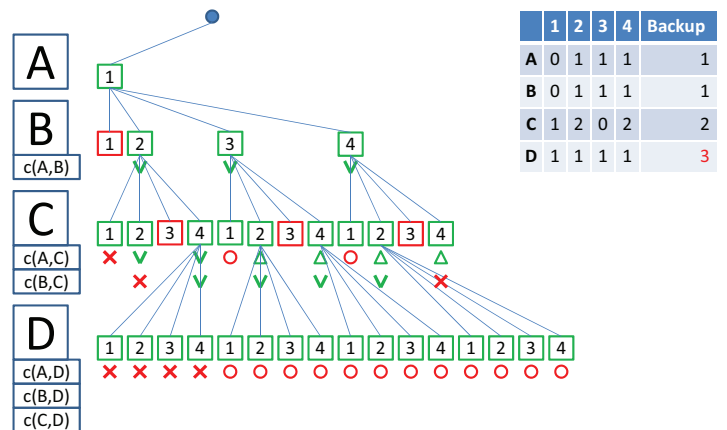 1 2 3 4 Backup
A 0 1 1 1 1
B 0 1 1 1 1
C 1 2 0 2 2
D 1 1 1 1 3
A
1
B
1 2 3 4
c(A,B)
C
1 2 3 4 1 2 3 4 1 2 3 4
c(A,C)
c(B,C)
D
1 2 3 4 1 2 3 4 1 2 3 4 1 2 3 4
c(A,D)
c(B,D)
c(C,D)